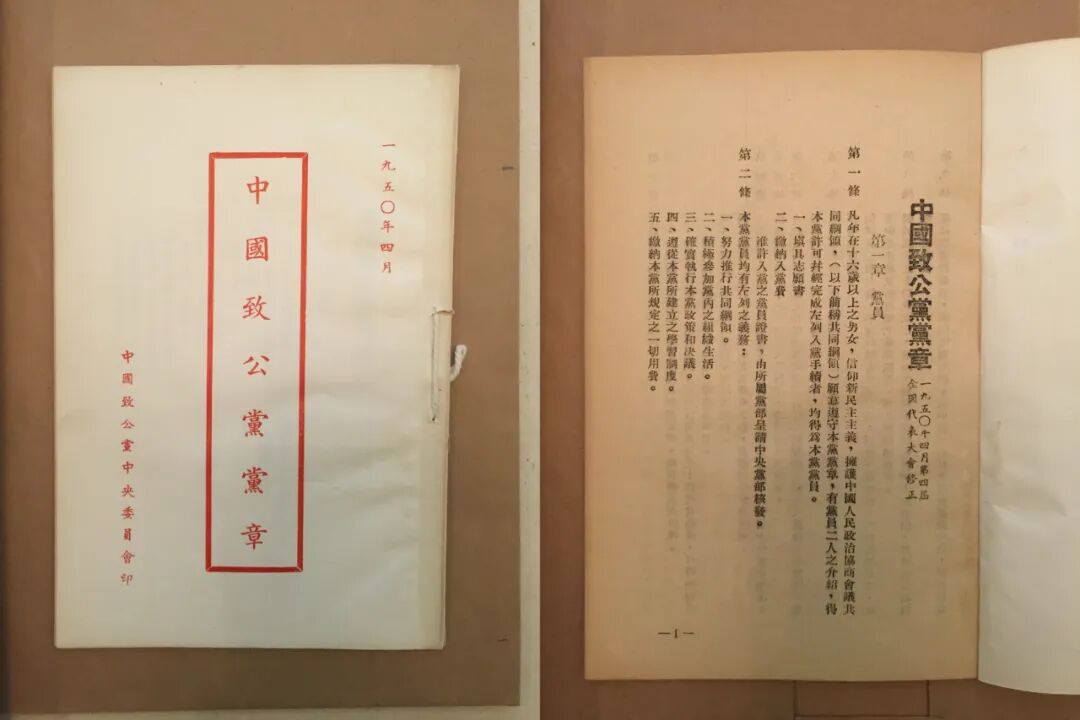 一九五〇年四月
中國致公黨黨章
中國致公黨中央委員會印
中國致公黨黨章
一九五〇年四月第四屆
全國代表大會修正
第一章 黨員
第一條 凡年在十六歲以上之男女，信仰新民主主義，擁護中國人民政治協商會議共
同綱領，（以下簡稱共同綱領）願意遵守本黨黨章，有黨員二人之介紹，得
本黨許可幷經完成左列入黨手續者，均得爲本黨黨員。
一、塡具志願書
二、繳納入黨費
准許入黨之黨員證書，由所屬黨部呈請中央黨部核發。
第二條 本黨黨員均有左列之義務：
一、努力推行共同綱領。
二、積極參加黨內之組織生活。
三、確實執行本黨政策和决議。
四、遵從本黨所建立之學習制度。
五、繳納本黨所規定之一切用費。
—1—